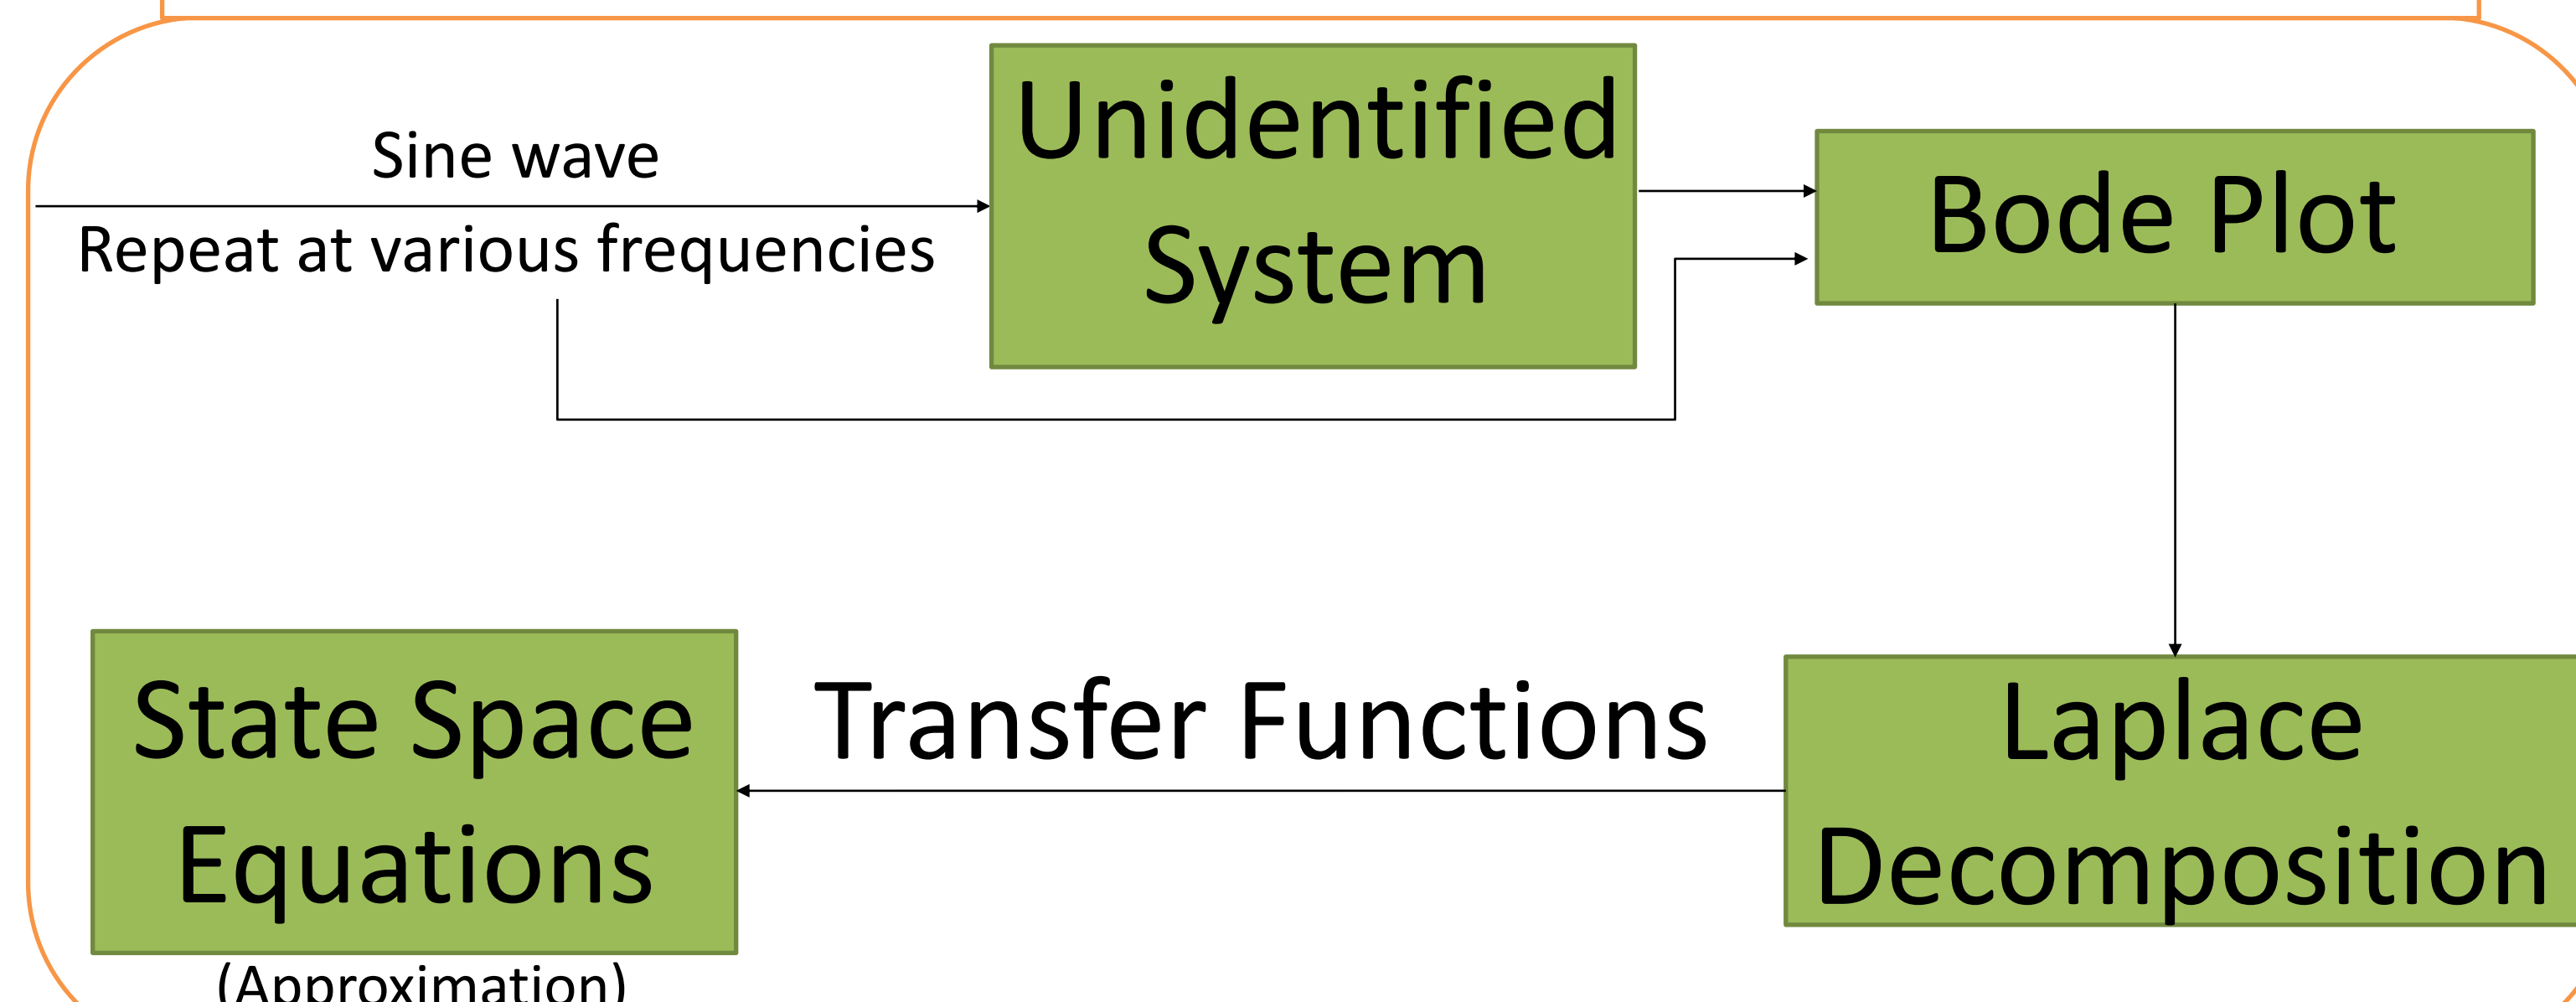 Sine wave
Repeat at various frequencies
Unidentified
System
Bode Plot
Laplace
Decomposition
Transfer Functions
State Space
Equations
(Approximation)